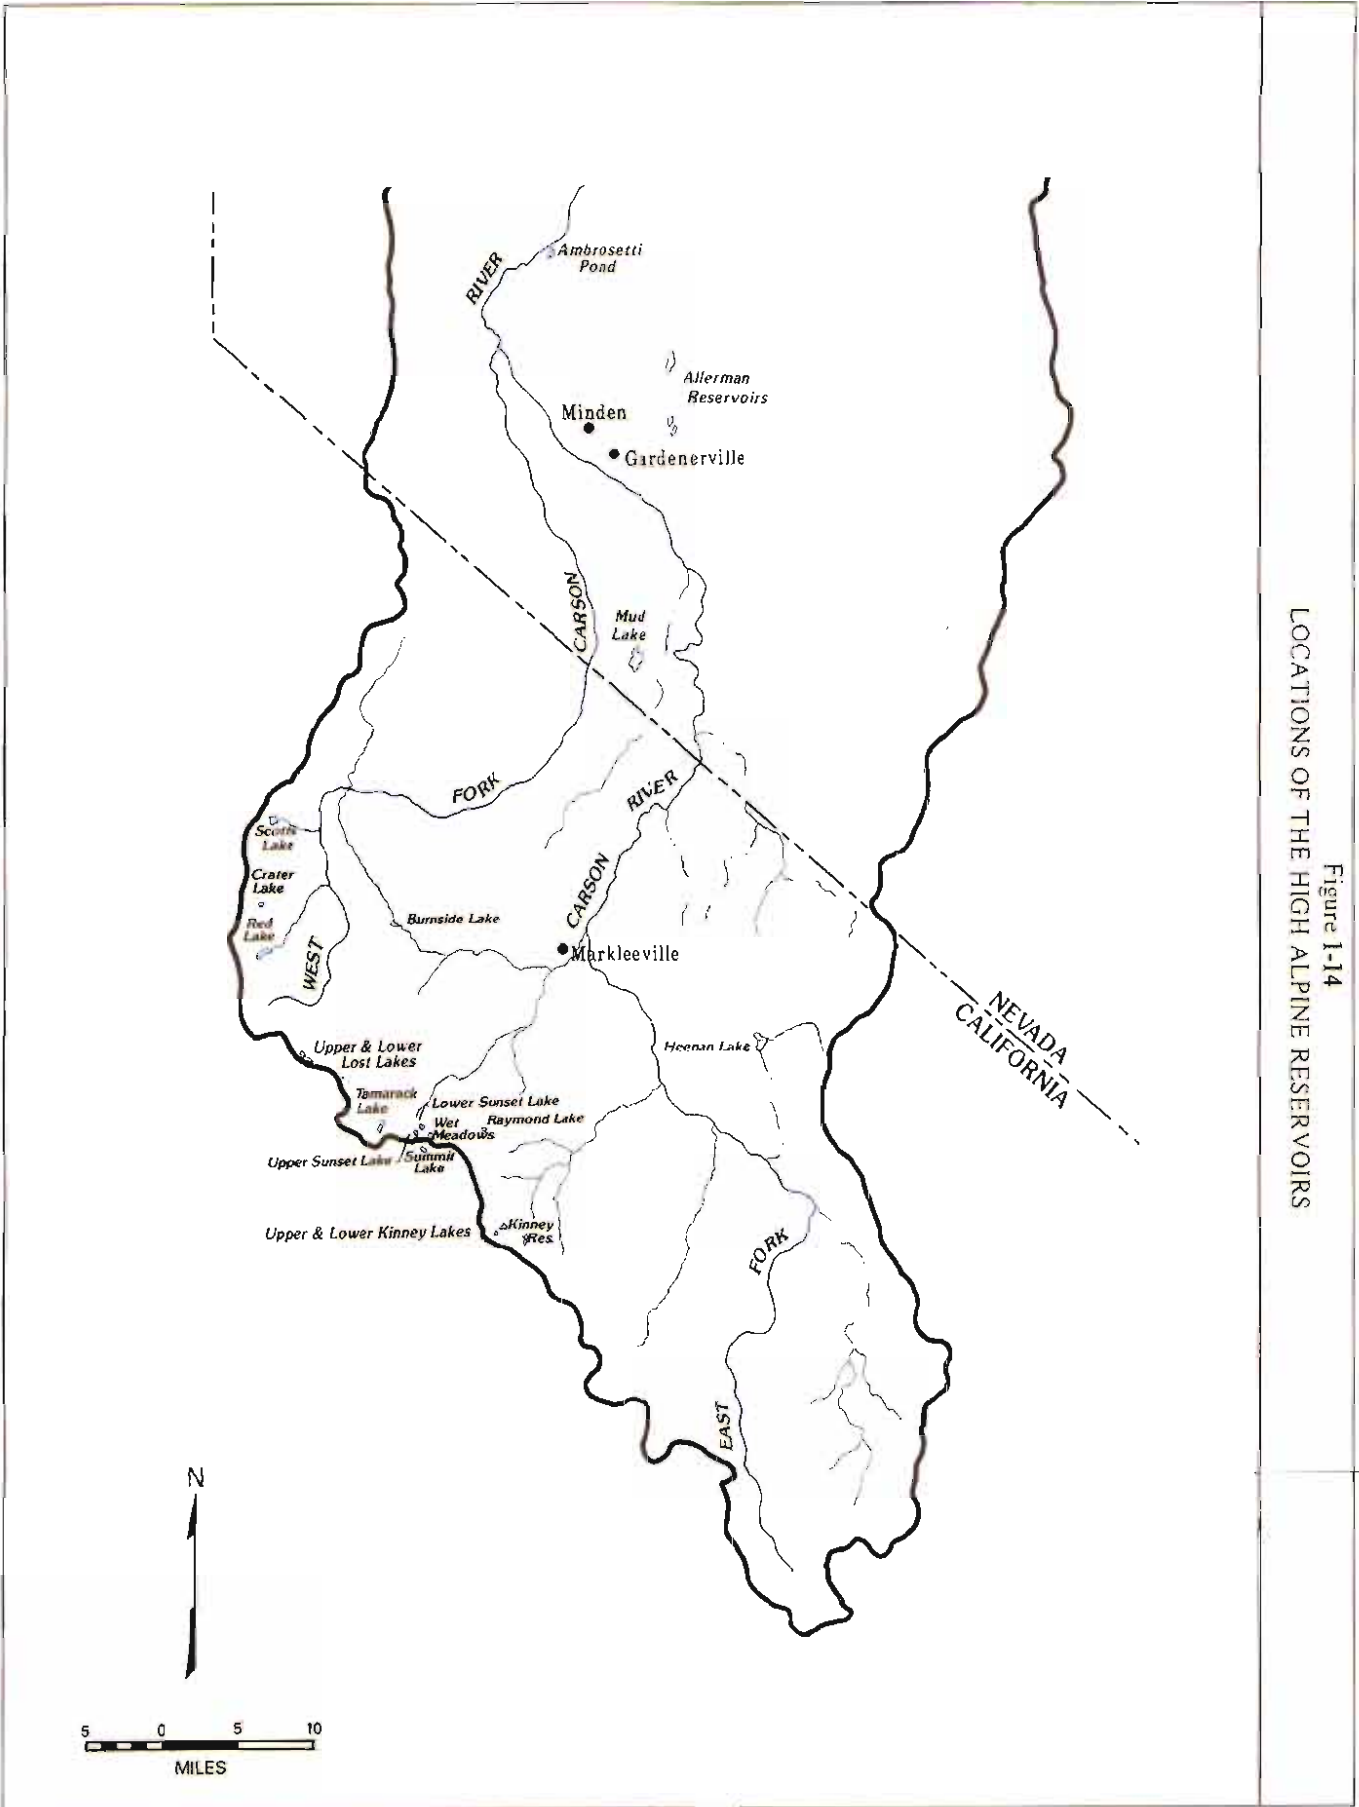 Figure 1-14
LOCATIONS OF THE HIGH ALPINE RESERVOIRS
Ambrosetti
Pond
RIVER
Allerman
Reservoirs
Minden
Gardenerville
CARSON
Mud
Lake
FORK
RIVER
Scotts
Lake
Crater
Lake
CARSON
Burnside Lake
Red
Lake
WEST
Markleeville
NEVADA
CALIFORNIA
Heenan Lake
Upper & Lower
Lost Lakes
Tamarack
Lake
Lower Sunset Lake
Wet
Meadows
Raymond Lake
Upper Sunset Lake
Summit
Lake
Upper & Lower Kinney Lakes
Kinney
Res.
FORK
EAST
N
5 0 5 10
MILES